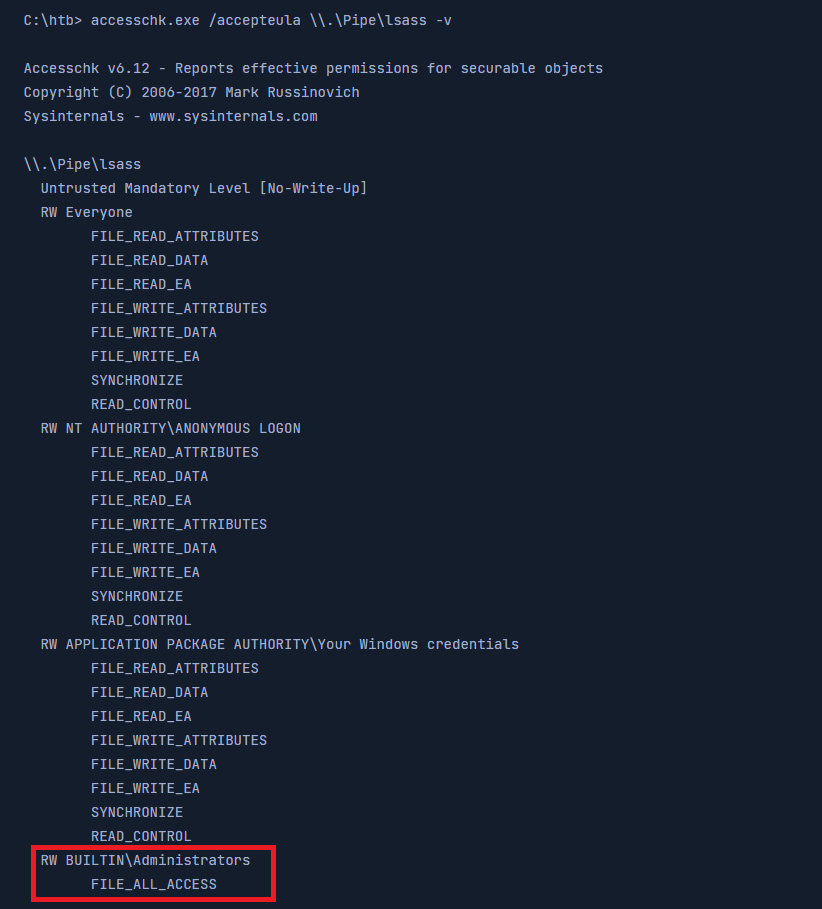 C:\htb> accesschk.exe /accepteula \\.\Pipe\lsass -v
Accesschk v6.12 - Reports effective permissions for securable objects
Copyright (C) 2006-2017 Mark Russinovich
Sysinternals - www.sysinternals.com
\\.\Pipe\lsass
  Untrusted Mandatory Level [No-Write-Up]
  RW Everyone
        FILE_READ_ATTRIBUTES
        FILE_READ_DATA
        FILE_READ_EA
        FILE_WRITE_ATTRIBUTES
        FILE_WRITE_DATA
        FILE_WRITE_EA
        SYNCHRONIZE
        READ_CONTROL
  RW NT AUTHORITY\ANONYMOUS LOGON
        FILE_READ_ATTRIBUTES
        FILE_READ_DATA
        FILE_READ_EA
        FILE_WRITE_ATTRIBUTES
        FILE_WRITE_DATA
        FILE_WRITE_EA
        SYNCHRONIZE
        READ_CONTROL
  RW APPLICATION PACKAGE AUTHORITY\Your Windows credentials
        FILE_READ_ATTRIBUTES
        FILE_READ_DATA
        FILE_READ_EA
        FILE_WRITE_ATTRIBUTES
        FILE_WRITE_DATA
        FILE_WRITE_EA
        SYNCHRONIZE
        READ_CONTROL
  RW BUILTIN\Administrators
        FILE_ALL_ACCESS